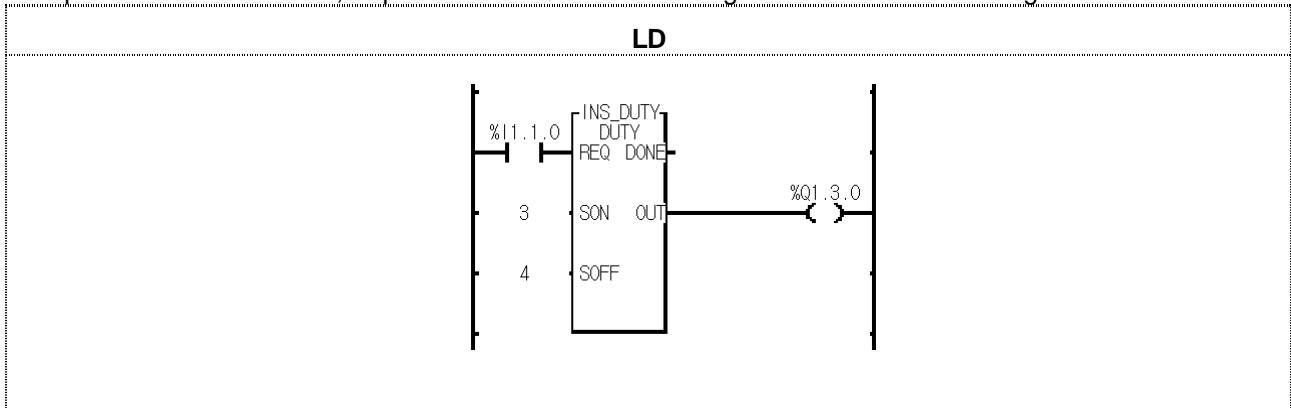 LD
INS_DUTY
%I1.1.0 DUTY
REQ DONE
%Q1.3.0
3 SON OUT
4 SOFF